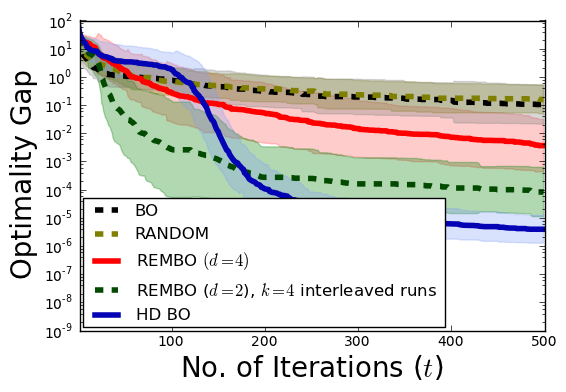 10^2
10^1
10^0
10^-1
10^-2
10^-3
10^-4
10^-5
10^-6
10^-7
10^-8
10^-9
Optimality Gap
BO
RANDOM
REMBO (d=4)
REMBO (d=2), k=4 interleaved runs
HD BO
100 200 300 400 500
No. of Iterations (t)